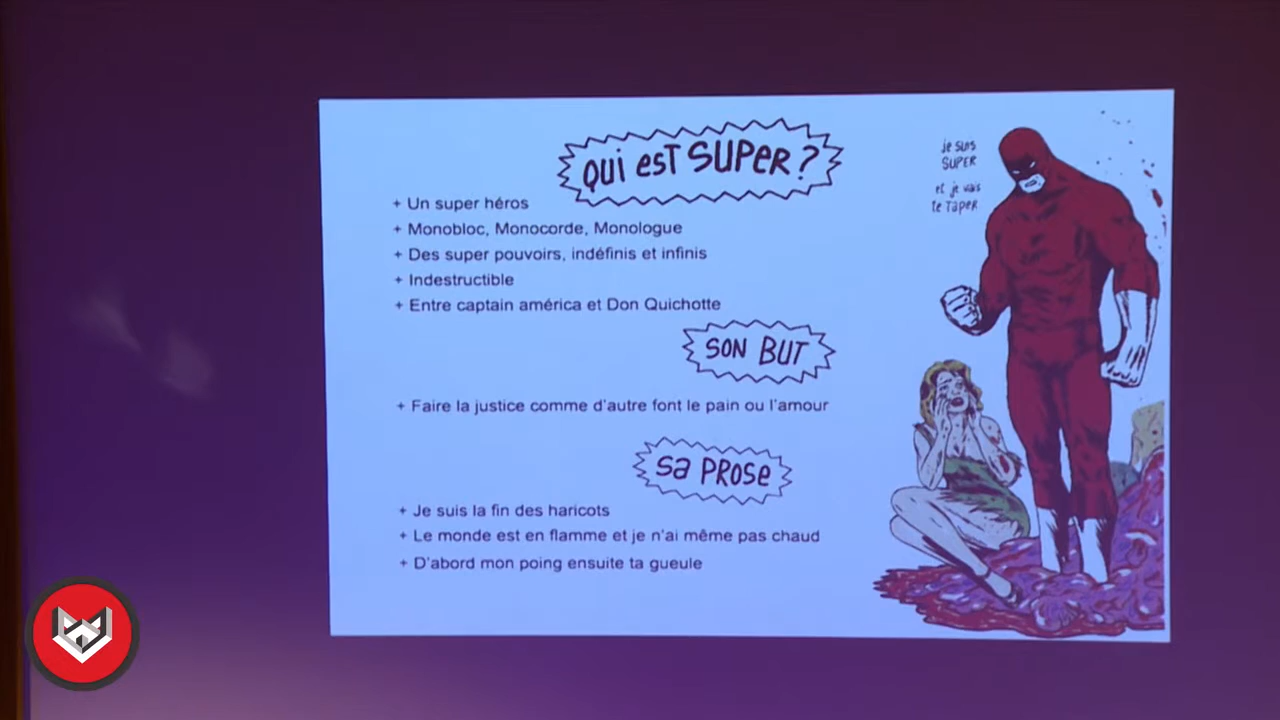 QUI EST SUPER ?
+ Un super héros
+ Monobloc, Monocorde, Monologue
+ Des super pouvoirs, indéfinis et infinis
+ Indestructible
+ Entre captain américa et Don Quichotte
SON BUT
+ Faire la justice comme d'autre font le pain ou l'amour
Sa PROSe
+ Je suis la fin des haricots
+ Le monde est en flamme et je n'ai même pas chaud
+ D'abord mon poing ensuite ta gueule
je suis
SUPER
et je vais
te Taper